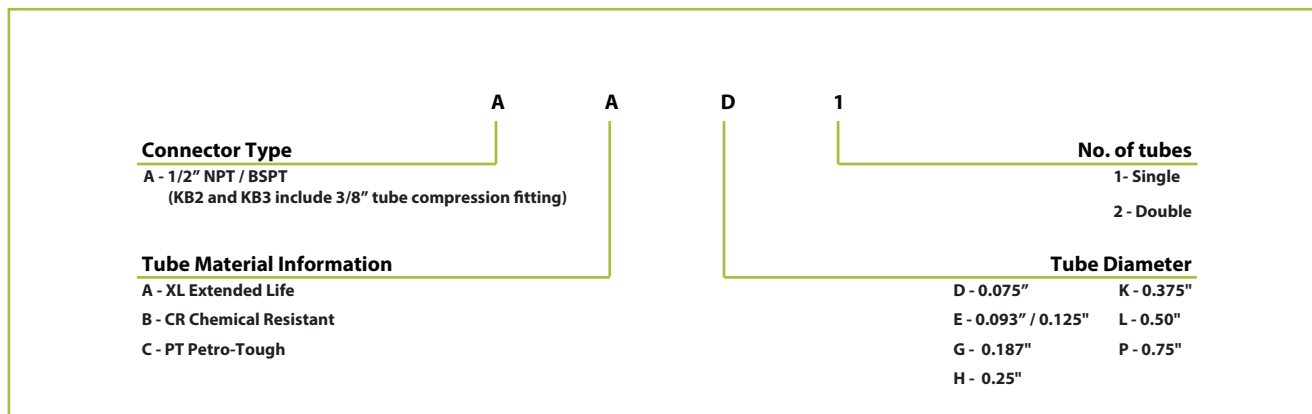 A A D 1
Connector Type
A - 1/2” NPT / BSPT
(KB2 and KB3 include 3/8” tube compression fitting)
No. of tubes
1- Single
2 - Double
Tube Material Information
A - XL Extended Life
B - CR Chemical Resistant
C - PT Petro-Tough
Tube Diameter
D - 0.075” K - 0.375"
E - 0.093” / 0.125" L - 0.50"
G - 0.187" P - 0.75"
H - 0.25"